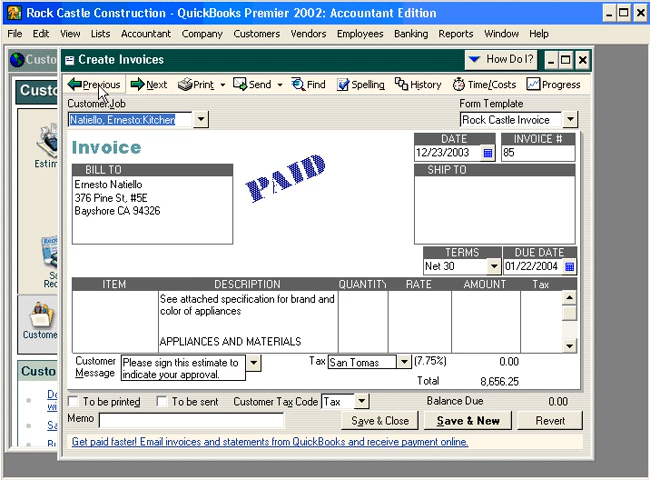 Rock Castle Construction - QuickBooks Premier 2002: Accountant Edition
File Edit View Lists Accountant Company Customers Vendors Employees Banking Reports Window Help
Custo
Create Invoices
How Do I?
Previous Next Print Send Find Spelling History Time/Costs Progress
Custo
Customer:Job
Form Template
Natiello, Ernesto:Kitchen
Rock Castle Invoice
Invoice
DATE
INVOICE #
12/23/2003
85
Estim
BILL TO
PAID
SHIP TO
Ernesto Natiello
376 Pine St, #5E
Bayshore CA 94326
TERMS
DUE DATE
Net 30
01/22/2004
ITEM DESCRIPTION QUANTITY RATE AMOUNT Tax
See attached specification for brand and
color of appliances
APPLIANCES AND MATERIALS
Rec
Custome
Customer
Message
Please sign this estimate to
indicate your approval.
Tax San Tomas (7.75%) 0.00
Total 8,656.25
Custo
To be printed To be sent Customer Tax Code Tax Balance Due 0.00
Memo
Save & Close Save & New Revert
Get paid faster! Email invoices and statements from QuickBooks and receive payment online.